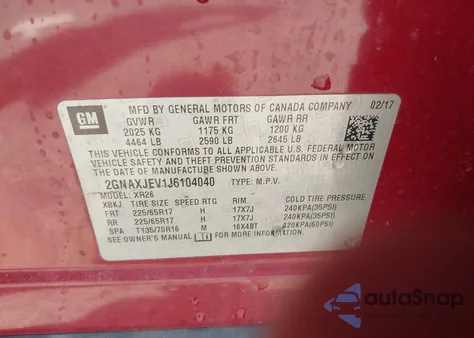 GM
MFD BY GENERAL MOTORS OF CANADA COMPANY 02/17
GVWR GAWR FRT GAWR RR
2025 KG 1175 KG 1200 KG
4464 LB 2590 LB 2645 LB
THIS VEHICLE CONFORMS TO ALL APPLICABLE U.S. FEDERAL MOTOR
VEHICLE SAFETY AND THEFT PREVENTION STANDARDS IN EFFECT ON THE
DATE OF MANUFACTURE SHOWN ABOVE.
2GNAXJEV1J6104040 TYPE: M.P.V.
MODEL: XR26
XBKJ TIRE SIZE SPEED RTG RIM COLD TIRE PRESSURE
FRT 225/65R17 H 17X7J 240KPA(35PSI)
RR 225/65R17 H 17X7J 240KPA(35PSI)
SPA T135/70R16 M 16X4BT 420KPA(60PSI)
SEE OWNER'S MANUAL FOR MORE INFORMATION
autoSnap